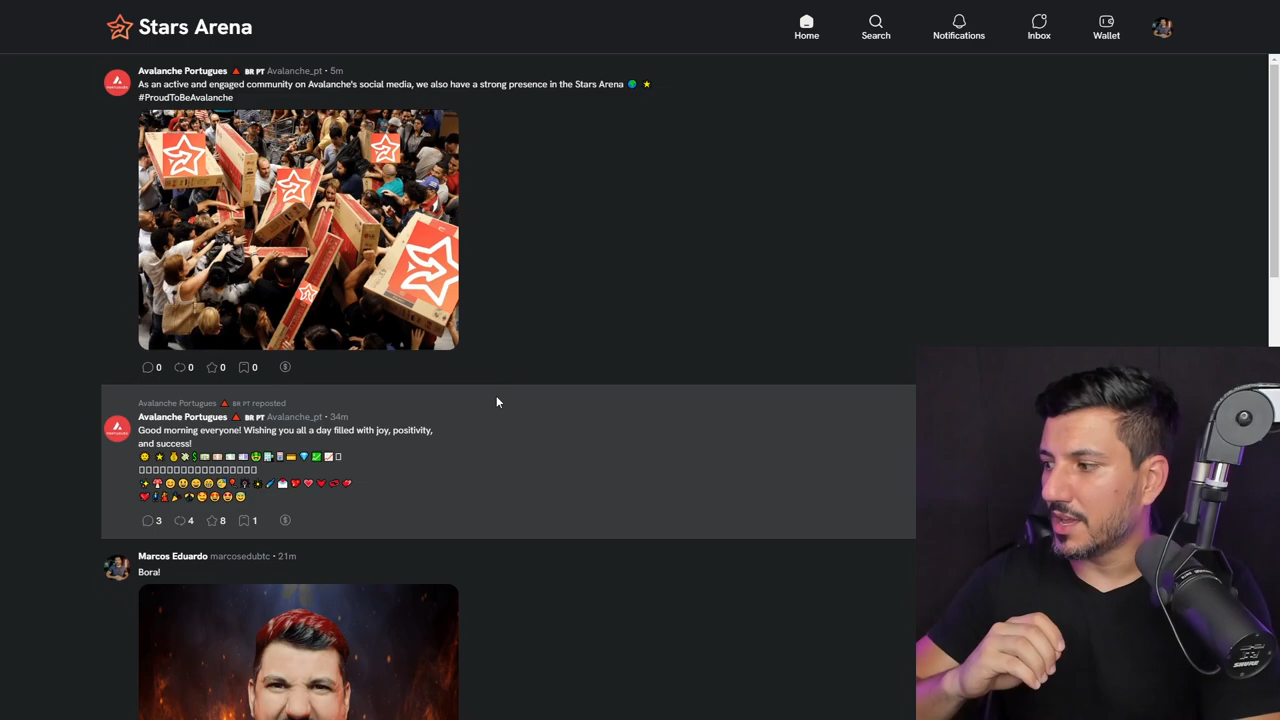 Stars Arena
Home
Search
Notifications
Inbox
Wallet
Avalanche Portugues 🔺 BR PT Avalanche_pt • 5m
As an active and engaged community on Avalanche's social media, we also have a strong presence in the Stars Arena
#ProudToBeAvalanche
0 0 0 0
Avalanche Portugues 🔺 BR PT reposted
Avalanche Portugues 🔺 BR PT Avalanche_pt • 34m
Good morning everyone! Wishing you all a day filled with joy, positivity,
and success!
3 4 8 1
Marcos Eduardo marcosedubtc • 21m
Bora!
SHURE